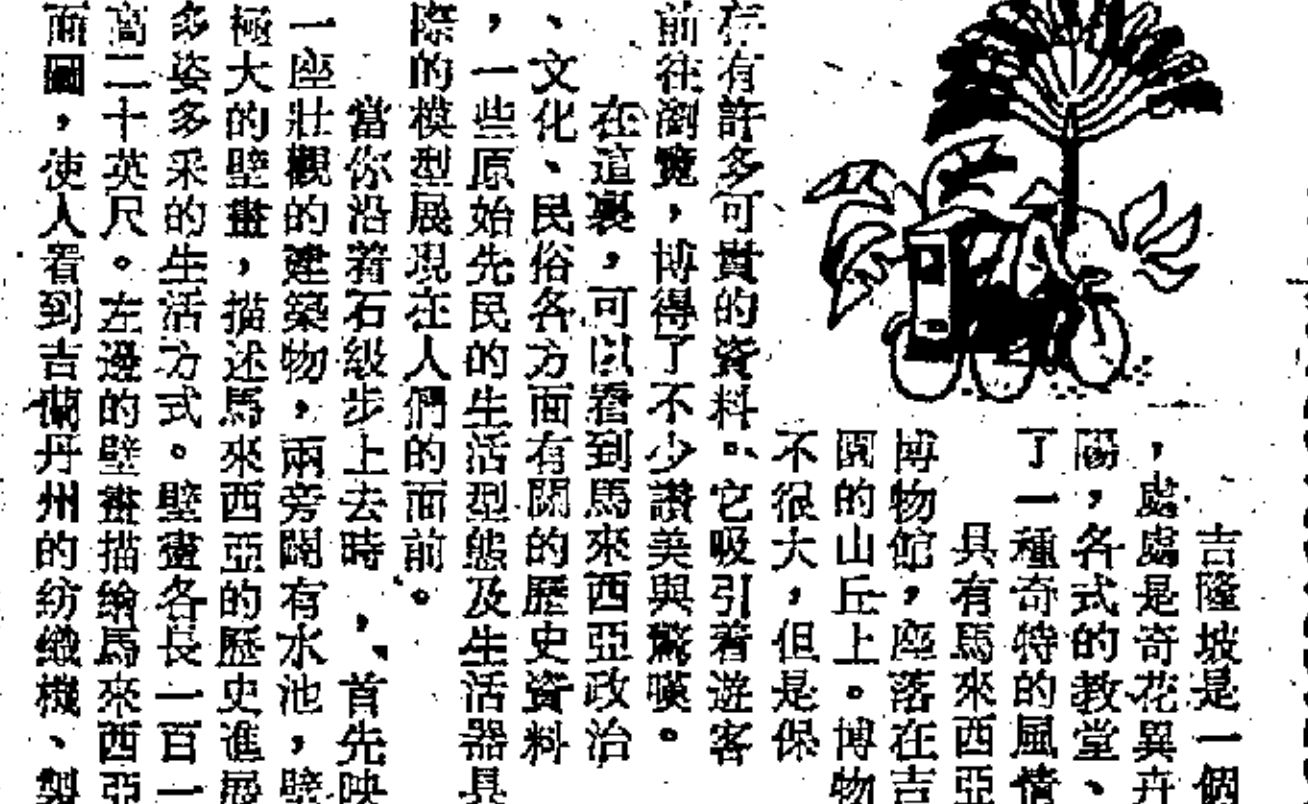 吉隆坡是一個
，處處是奇花異卉
陽，各式的教堂、
了一種奇特的風情
具有馬來西亞
博物館，座落在吉
園的山丘上。博物
不很大，但是保
存有許多可貴的資料。它吸引着遊客
前往瀏覽，博得了不少讚美與驚嘆。
在這裏，可以看到馬來西亞政治
、文化、民俗各方面有關的歷史資料
，一些原始先民的生活型態及生活器具
際的模型展現在人們的面前。
當你沿着石級步上去時，首先映
一座壯觀的建築物，兩旁闢有水池，壁
極大的壁畫，描述馬來西亞的歷史進展
多姿多采的生活方式。壁畫各長一百一
高二十英尺。左邊的壁畫描繪馬來西亞
面圖，使人看到吉蘭丹州的紡織機、製